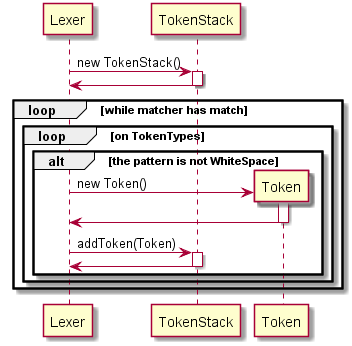 Lexer
TokenStack
new TokenStack()
loop [while matcher has match]
loop [on TokenTypes]
alt [the pattern is not WhiteSpace]
new Token()
Token
addToken(Token)
Lexer
TokenStack
Token